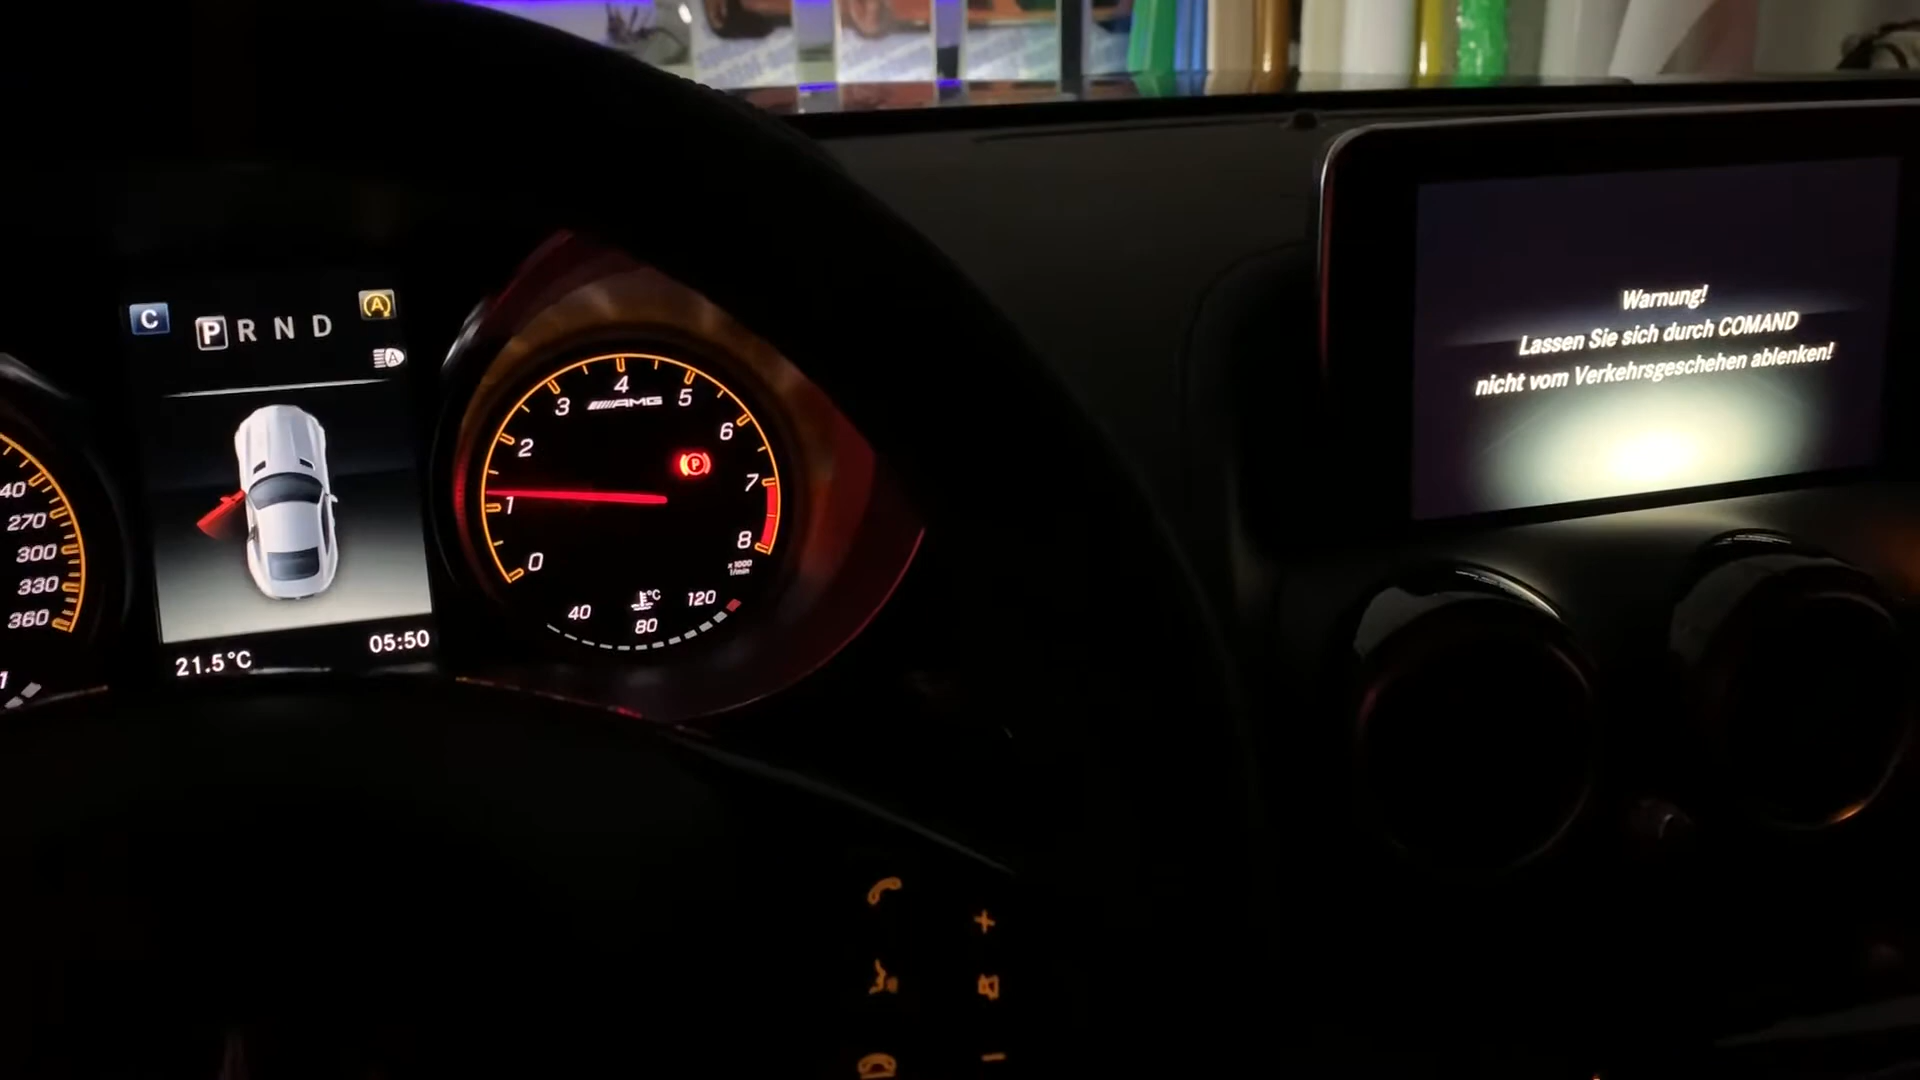 C
P R N D
A
A
21.5°C
05:50
40
270
300
330
360
1
0
1
2
3
4
5
6
7
8
AMG
P
x 1000
1/min
40
°C
80
120
Warnung!
Lassen Sie sich durch COMAND
nicht vom Verkehrsgeschehen ablenken!
+
-